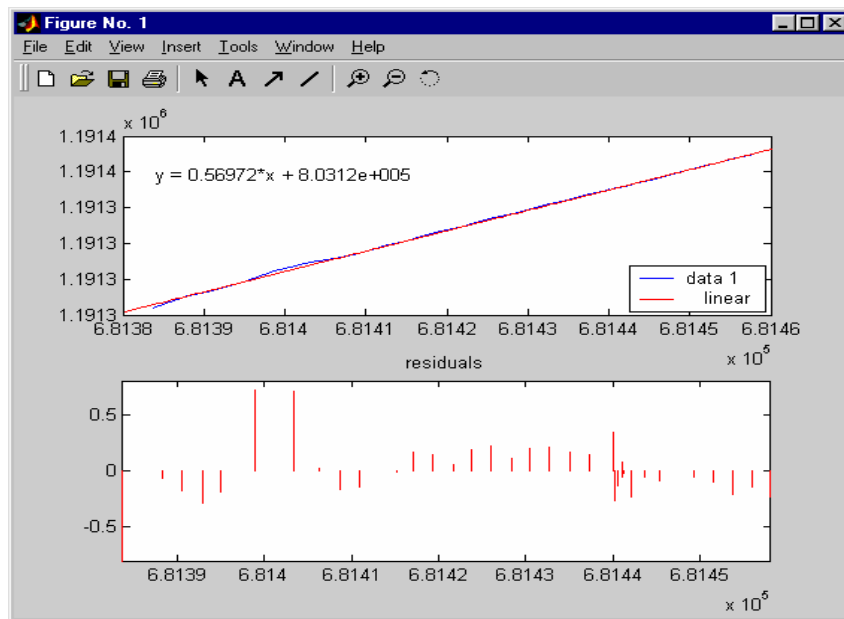 Figure No. 1
File Edit View Insert Tools Window Help
A
x 10^6
1.1914
1.1914
1.1913
1.1913
1.1913
1.1913
y = 0.56972*x + 8.0312e+005
data 1
linear
6.8138 6.8139 6.814 6.8141 6.8142 6.8143 6.8144 6.8145 6.8146
x 10^5
residuals
0.5
0
-0.5
6.8139 6.814 6.8141 6.8142 6.8143 6.8144 6.8145
x 10^5